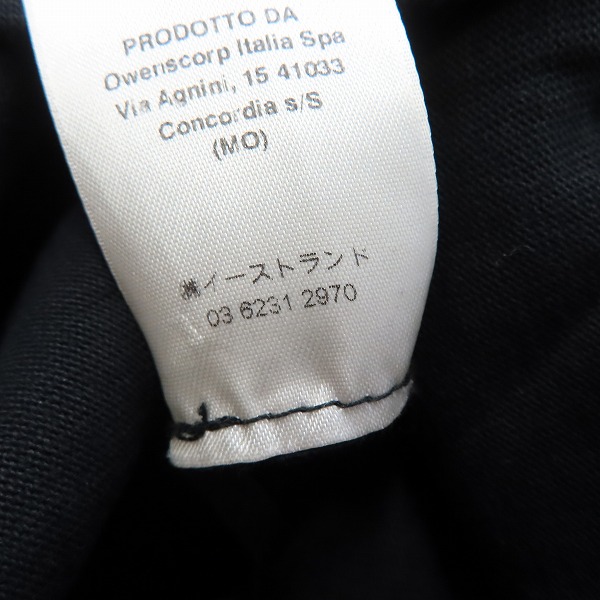 PRODOTTO DA
Owenscorp Italia Spa
Via Agnini, 15 41033
Concordia s/S
(MO)
㈱イーストランド
03 6231 2970